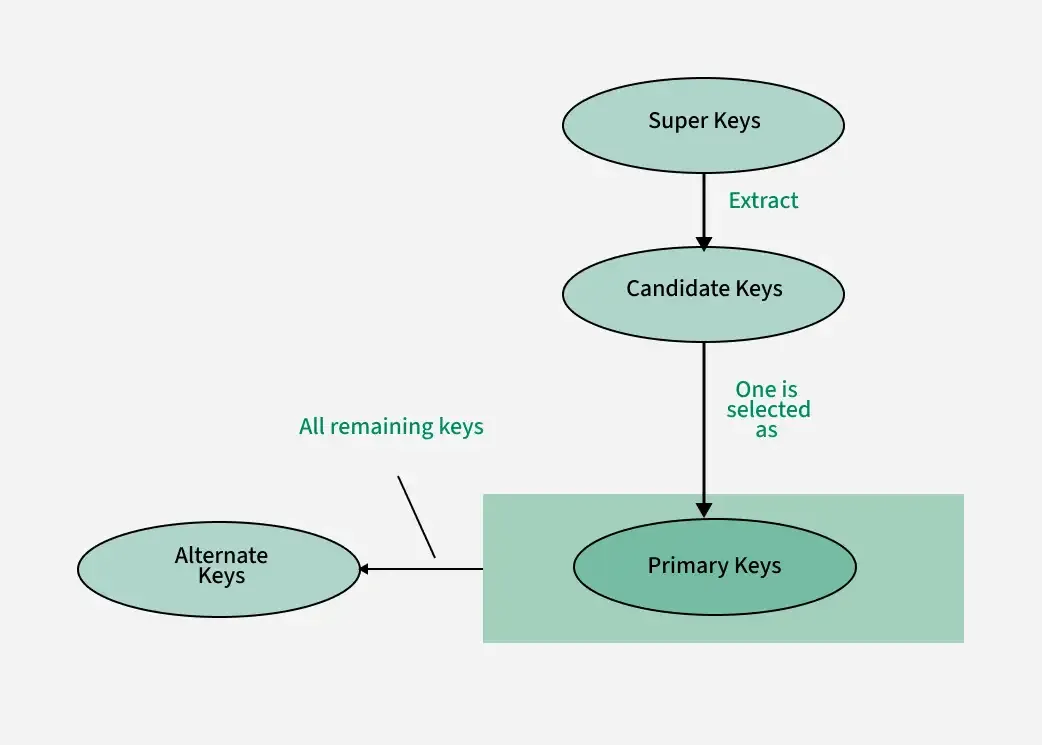 Super Keys
Extract
Candidate Keys
One is
selected
as
All remaining keys
Alternate
Keys
Primary Keys